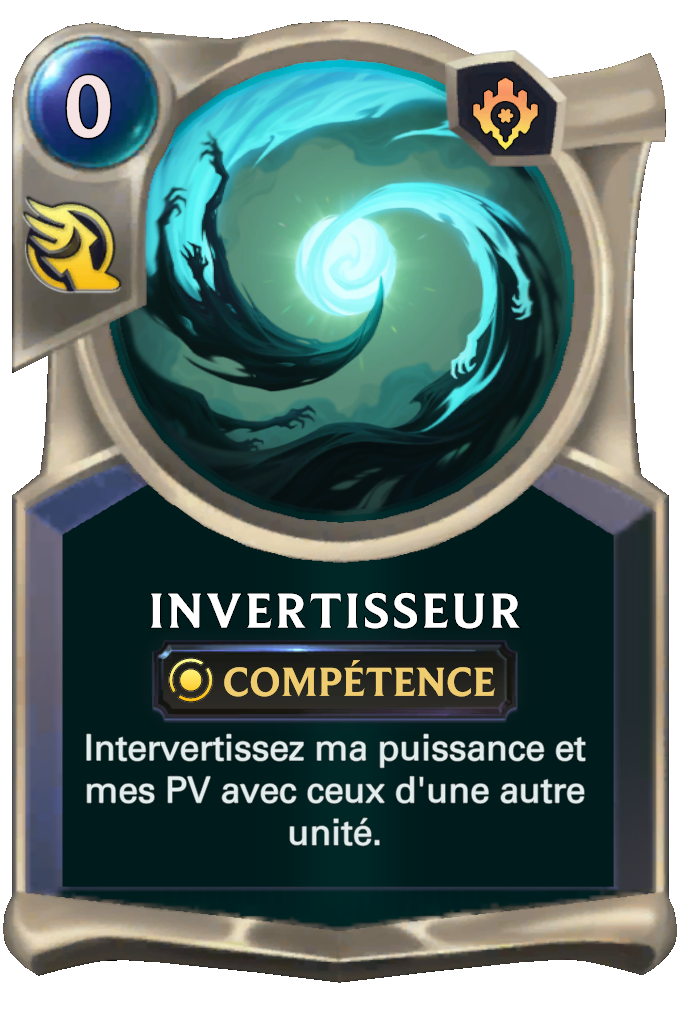 0
INVERTISSEUR
COMPÉTENCE
Intervertissez ma puissance et
mes PV avec ceux d'une autre
unité.